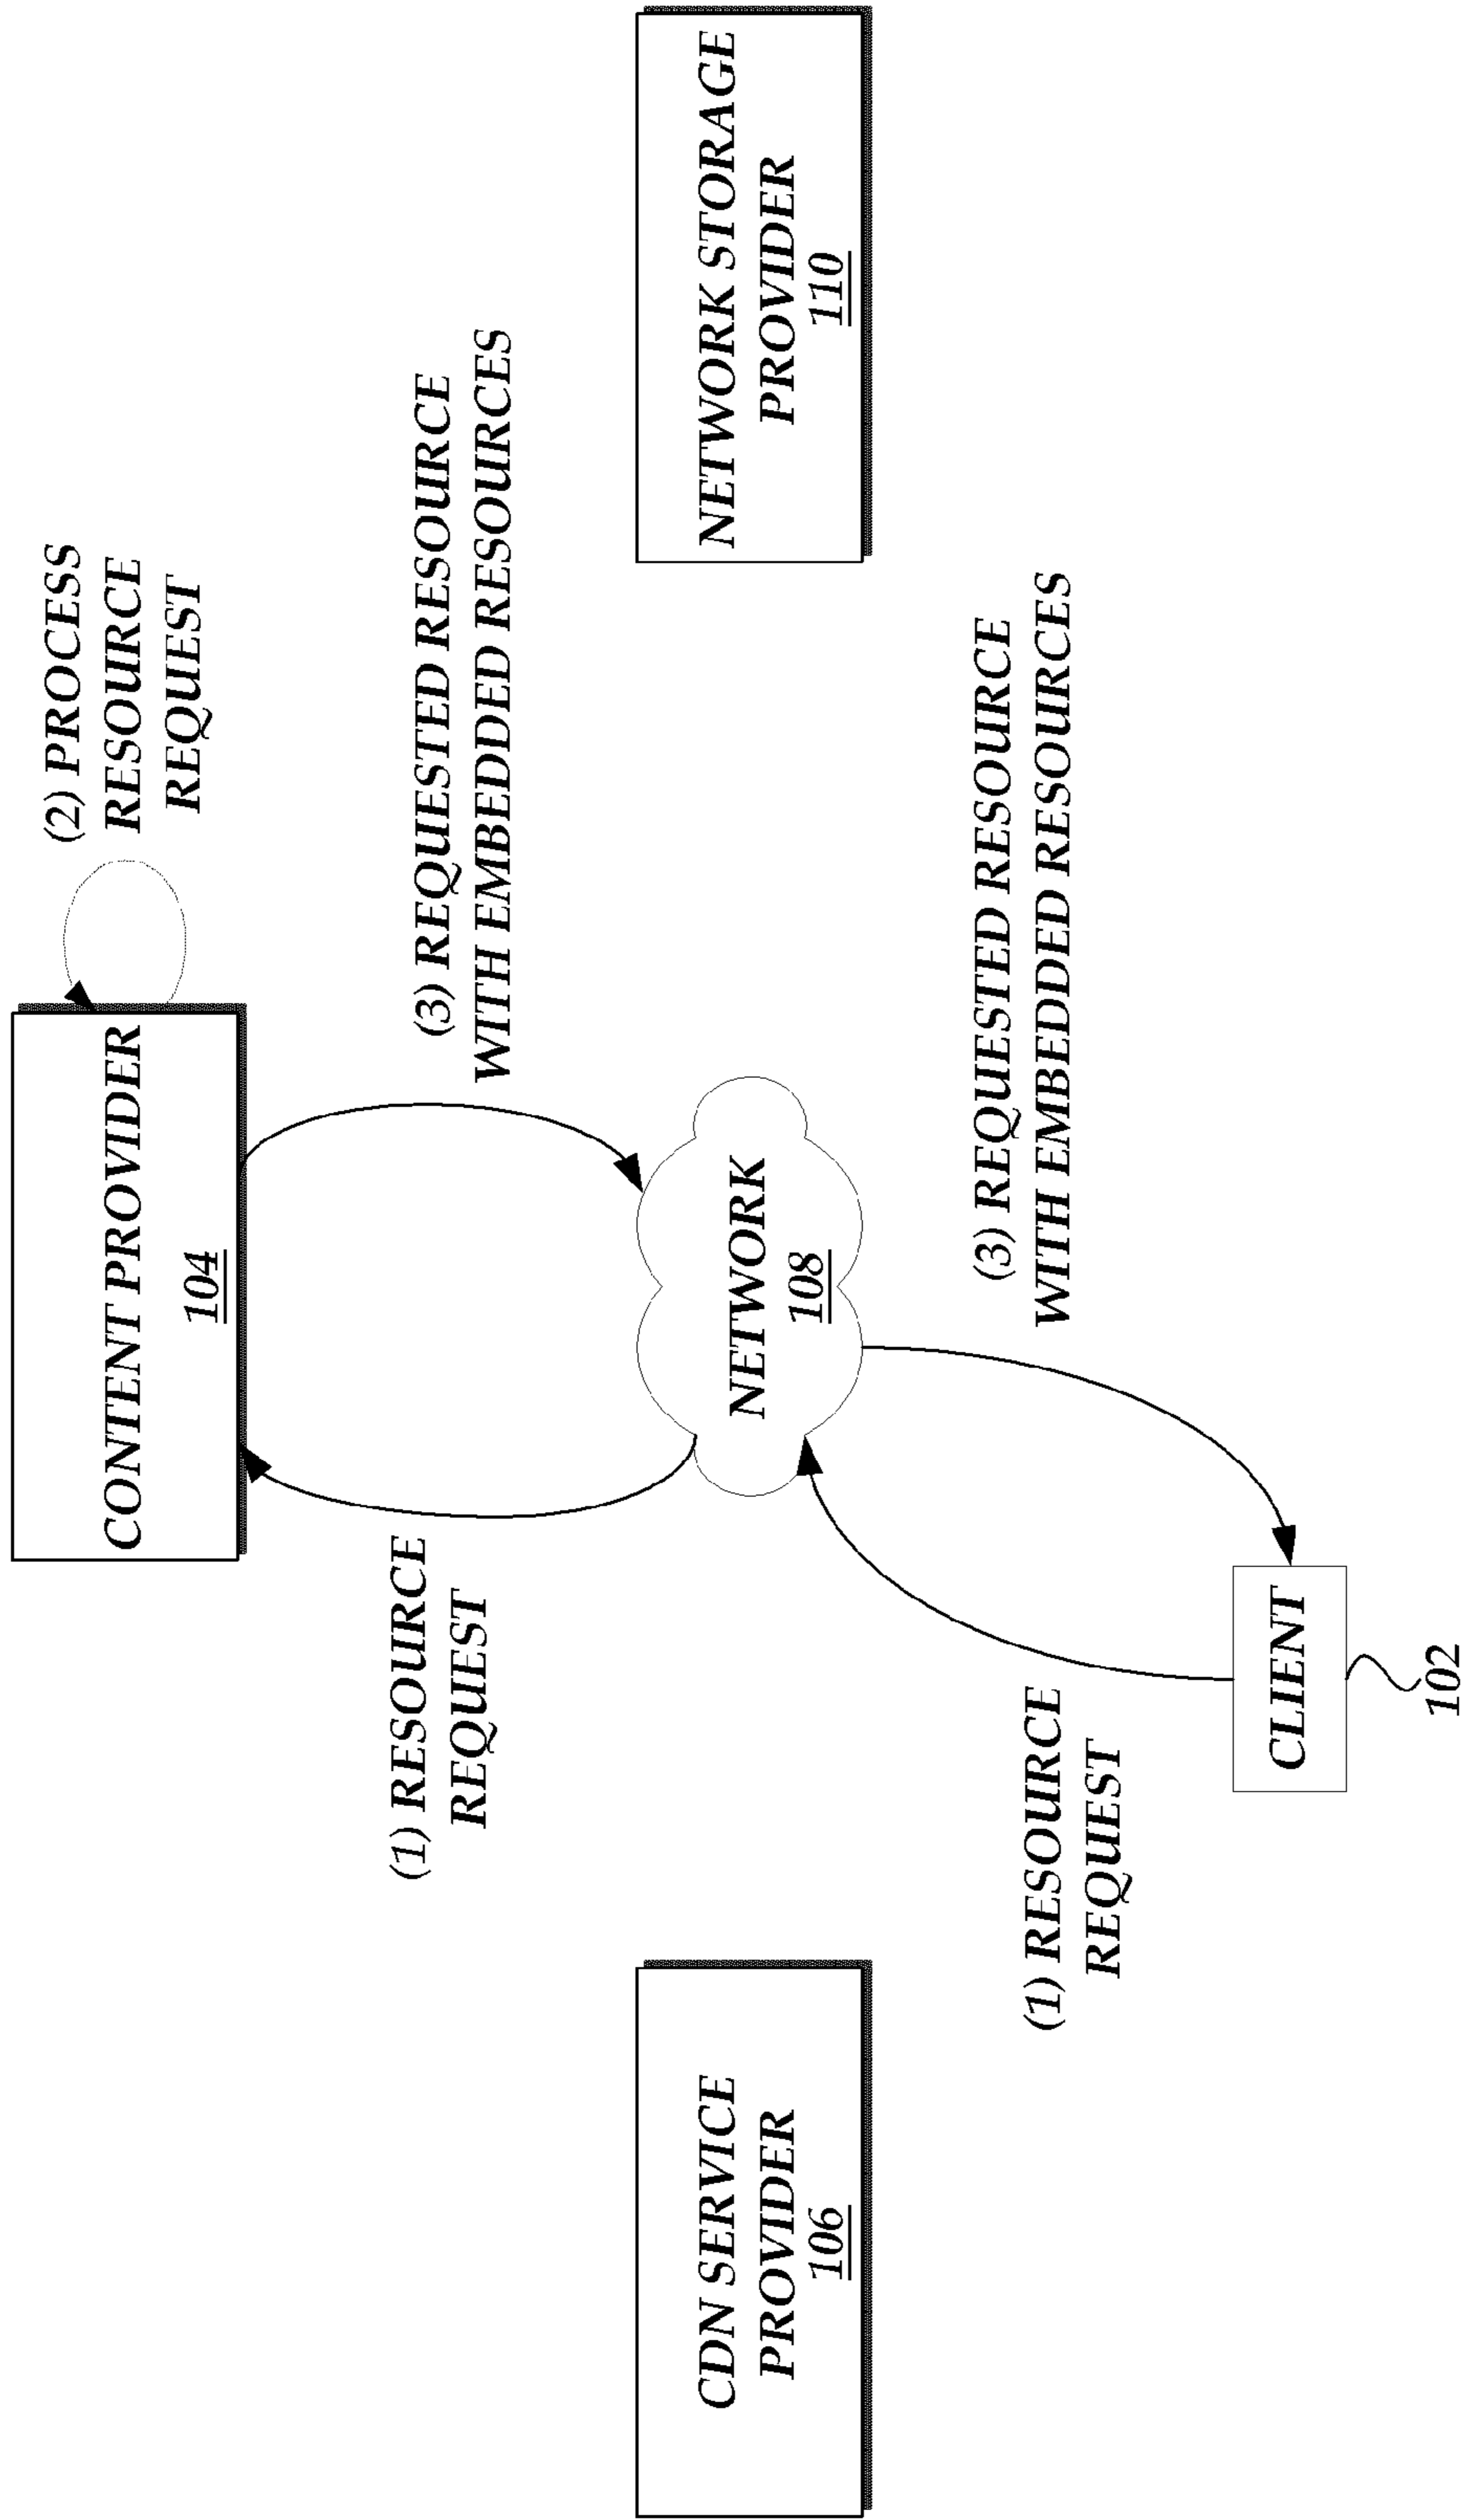 CONTENT PROVIDER
104
(2) PROCESS
RESOURCE
REQUEST
(1) RESOURCE
REQUEST
(3) REQUESTED RESOURCE
WITH EMBEDDED RESOURCES
CDN SERVICE
PROVIDER
106
NETWORK
108
NETWORK STORAGE
PROVIDER
110
(1) RESOURCE
REQUEST
(3) REQUESTED RESOURCE
WITH EMBEDDED RESOURCES
CLIENT
102